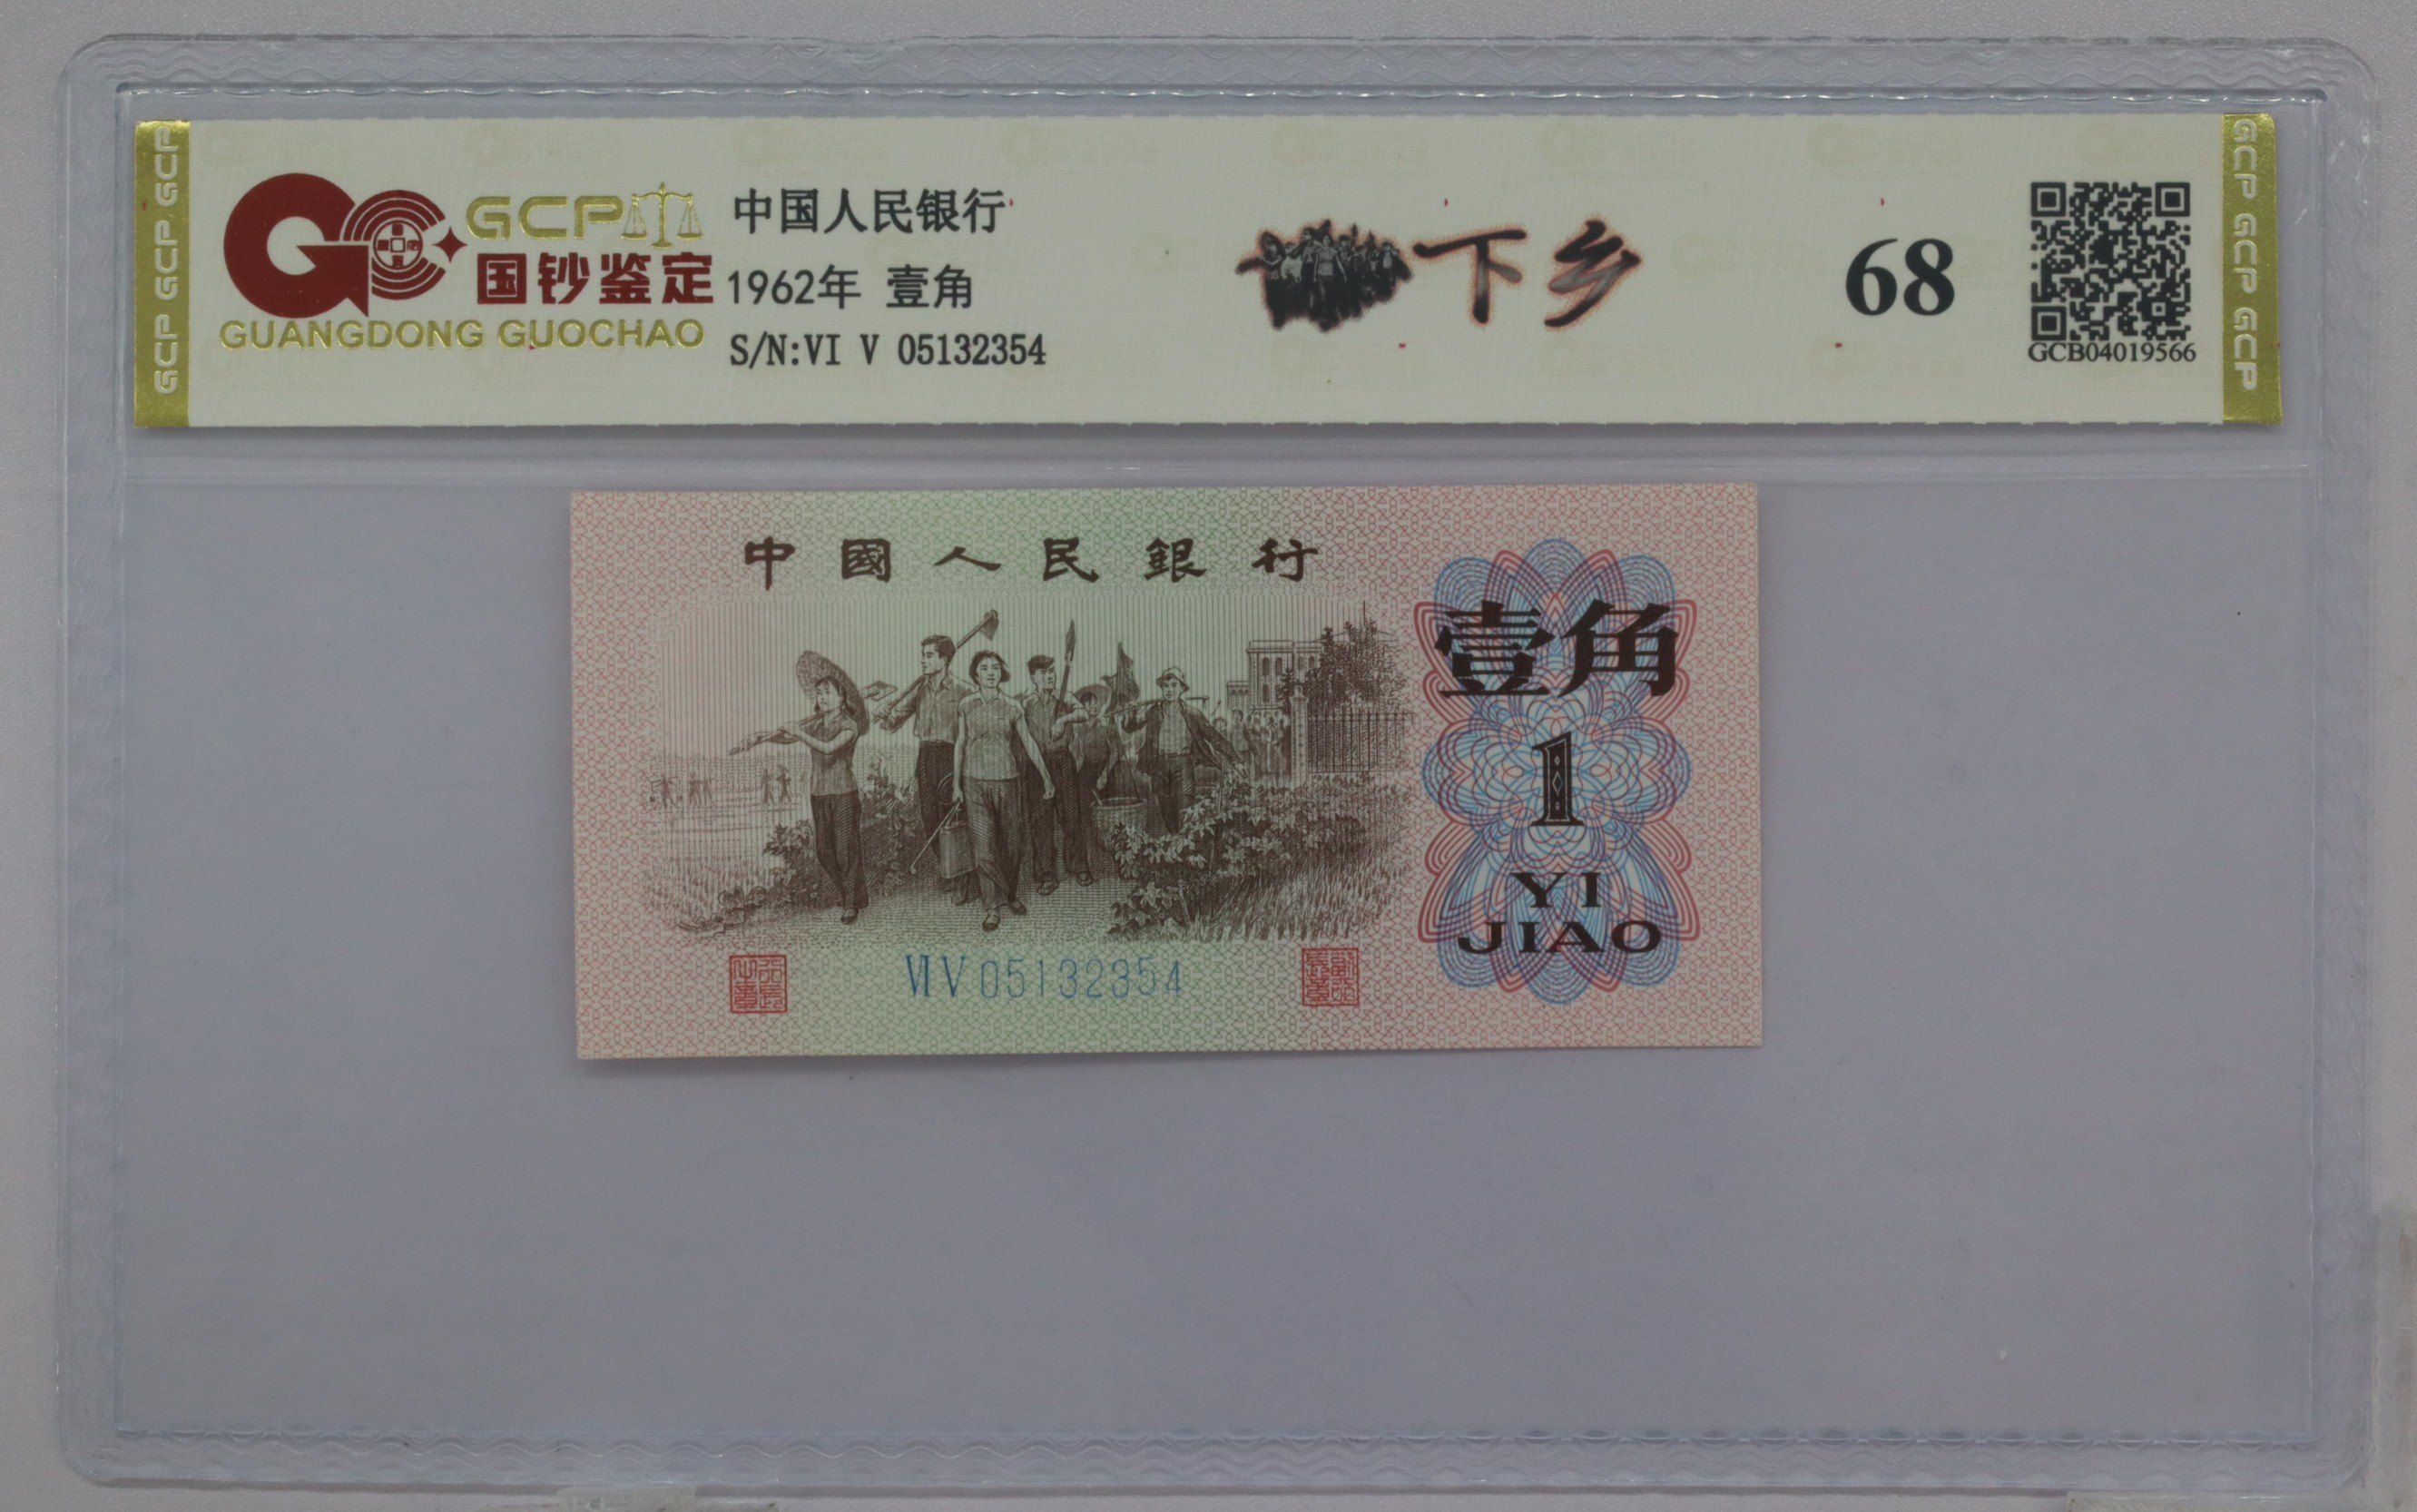 GCP GCP GCP
GCP
国钞鉴定
GUANGDONG GUOCHAO
中国人民银行
1962年 壹角
S/N:VI V 05132354
下乡
68
GCB04019566
GCP GCP GCP
中國人民銀行
壹角
1
YI
JIAO
VI V 05132354